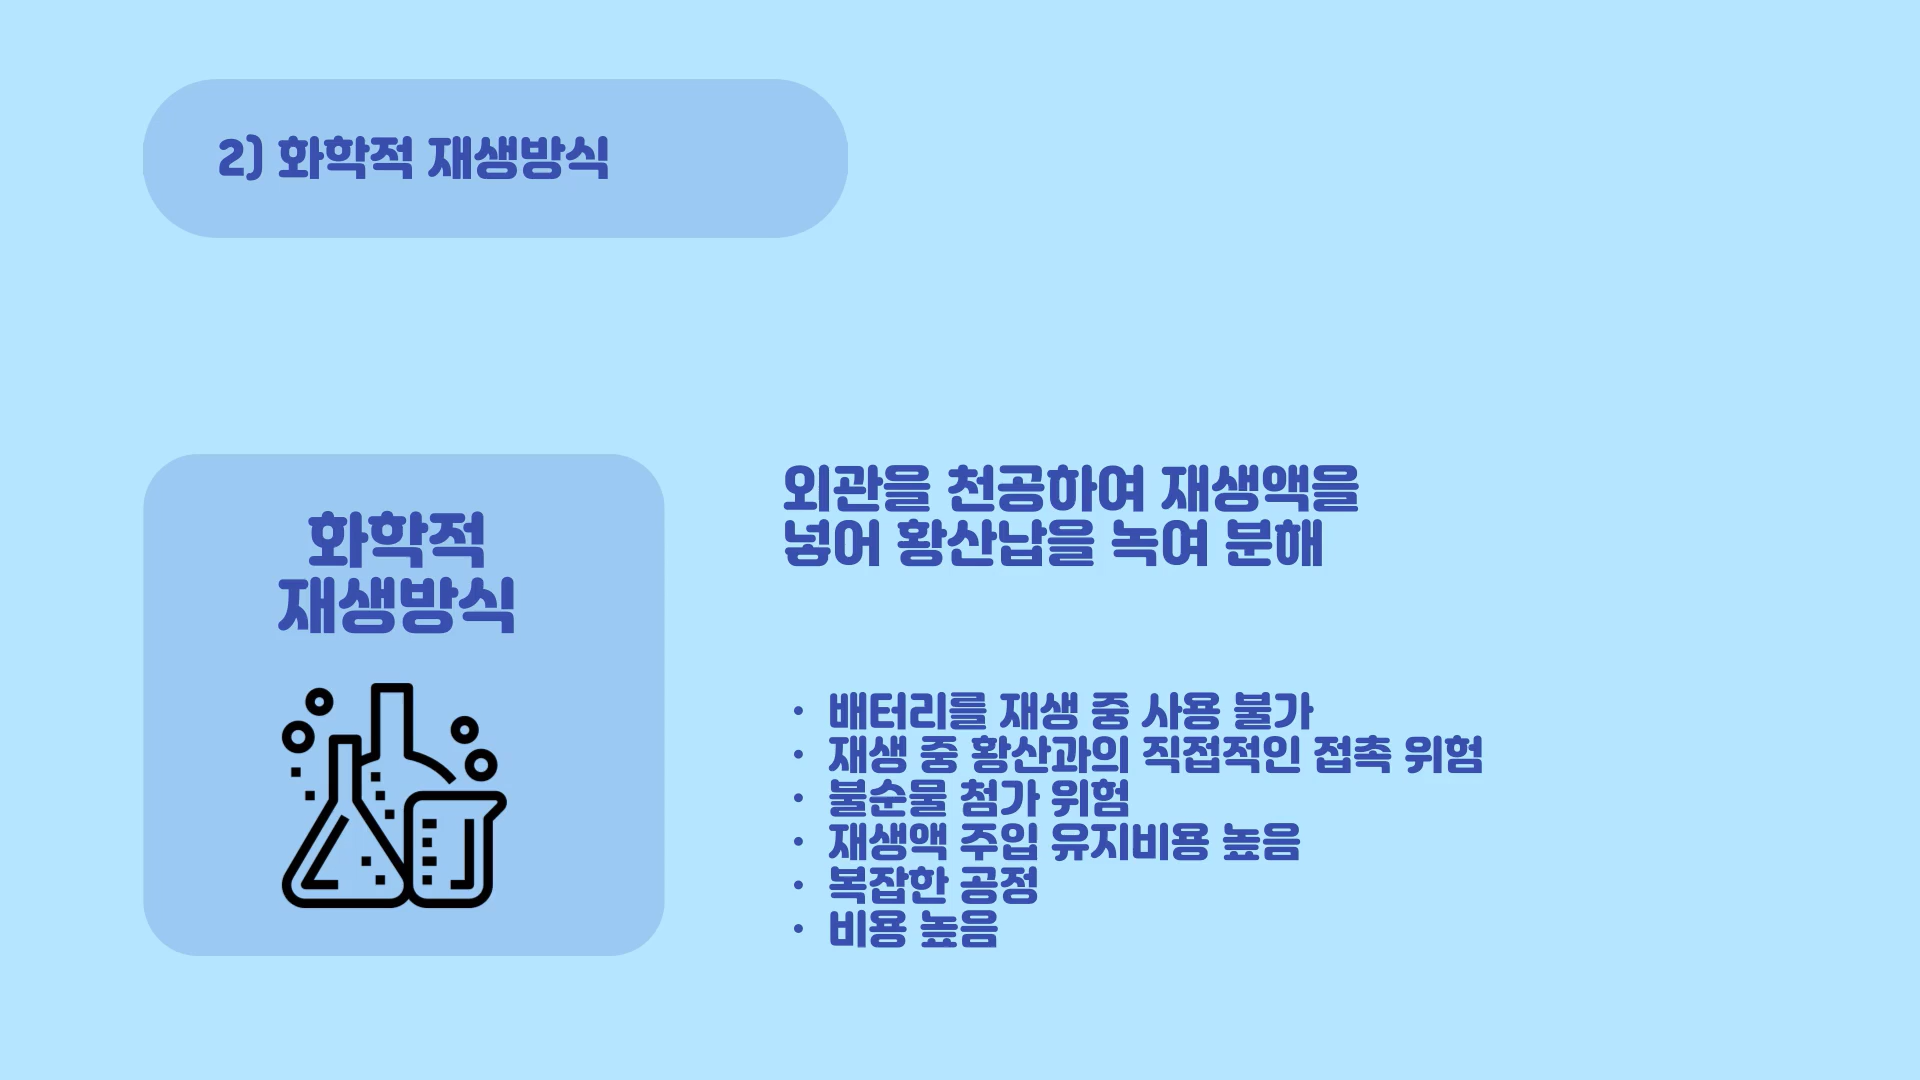 2) 화학적 재생방식
화학적
재생방식
외관을 천공하여 재생액을
넣어 황산납을 녹여 분해
• 배터리를 재생 중 사용 불가
• 재생 중 황산과의 직접적인 접촉 위험
• 불순물 첨가 위험
• 재생액 주입 유지비용 높음
• 복잡한 공정
• 비용 높음